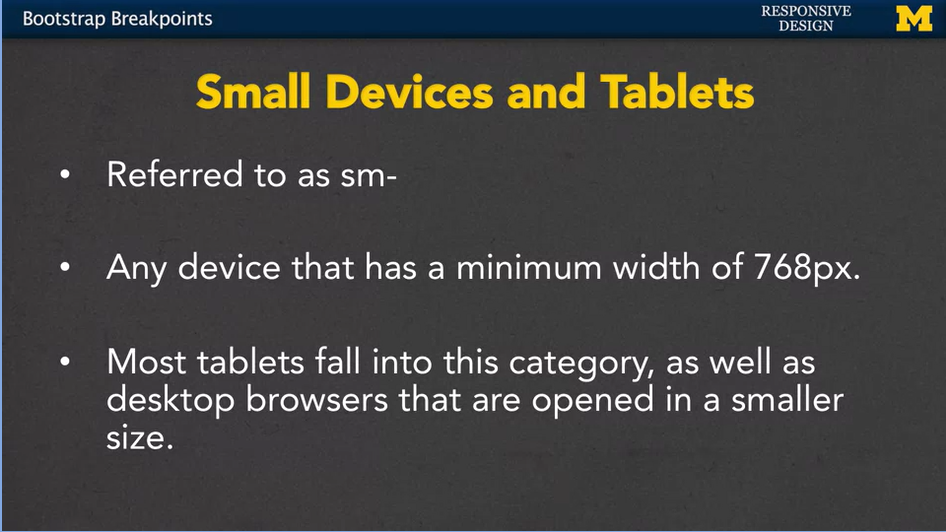 Bootstrap Breakpoints
RESPONSIVE
DESIGN
M
Small Devices and Tablets
• Referred to as sm-
• Any device that has a minimum width of 768px.
• Most tablets fall into this category, as well as
desktop browsers that are opened in a smaller
size.